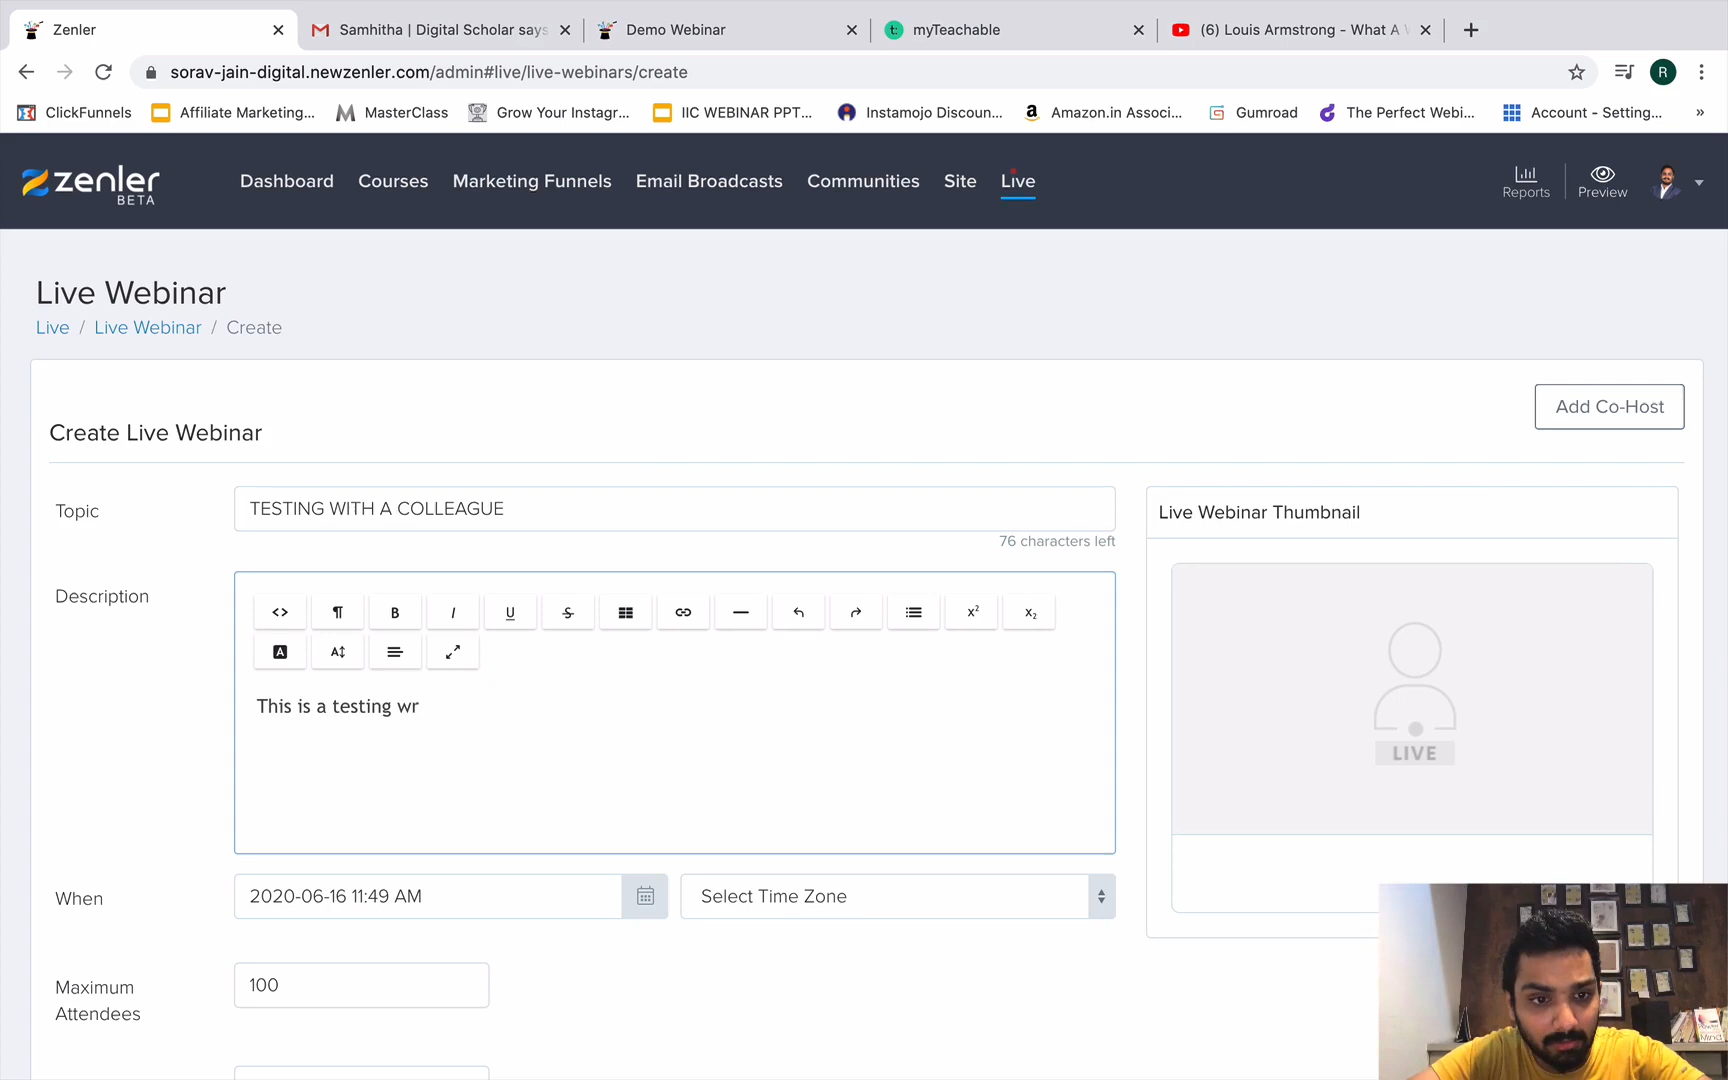 Zenler
Samhitha | Digital Scholar says
Demo Webinar
myTeachable
(6) Louis Armstrong - What A
sorav-jain-digital.newzenler.com/admin#live/live-webinars/create
R
ClickFunnels
Affiliate Marketing...
MasterClass
Grow Your Instagr...
IIC WEBINAR PPT...
Instamojo Discoun...
Amazon.in Associ...
Gumroad
The Perfect Webi...
Account - Setting...
zenler
BETA
Dashboard
Courses
Marketing Funnels
Email Broadcasts
Communities
Site
Live
Reports
Preview
Live Webinar
Live / Live Webinar / Create
Add Co-Host
Create Live Webinar
Topic
TESTING WITH A COLLEAGUE
76 characters left
Live Webinar Thumbnail
LIVE
Description
This is a testing wr
When
2020-06-16 11:49 AM
Select Time Zone
Maximum
Attendees
100